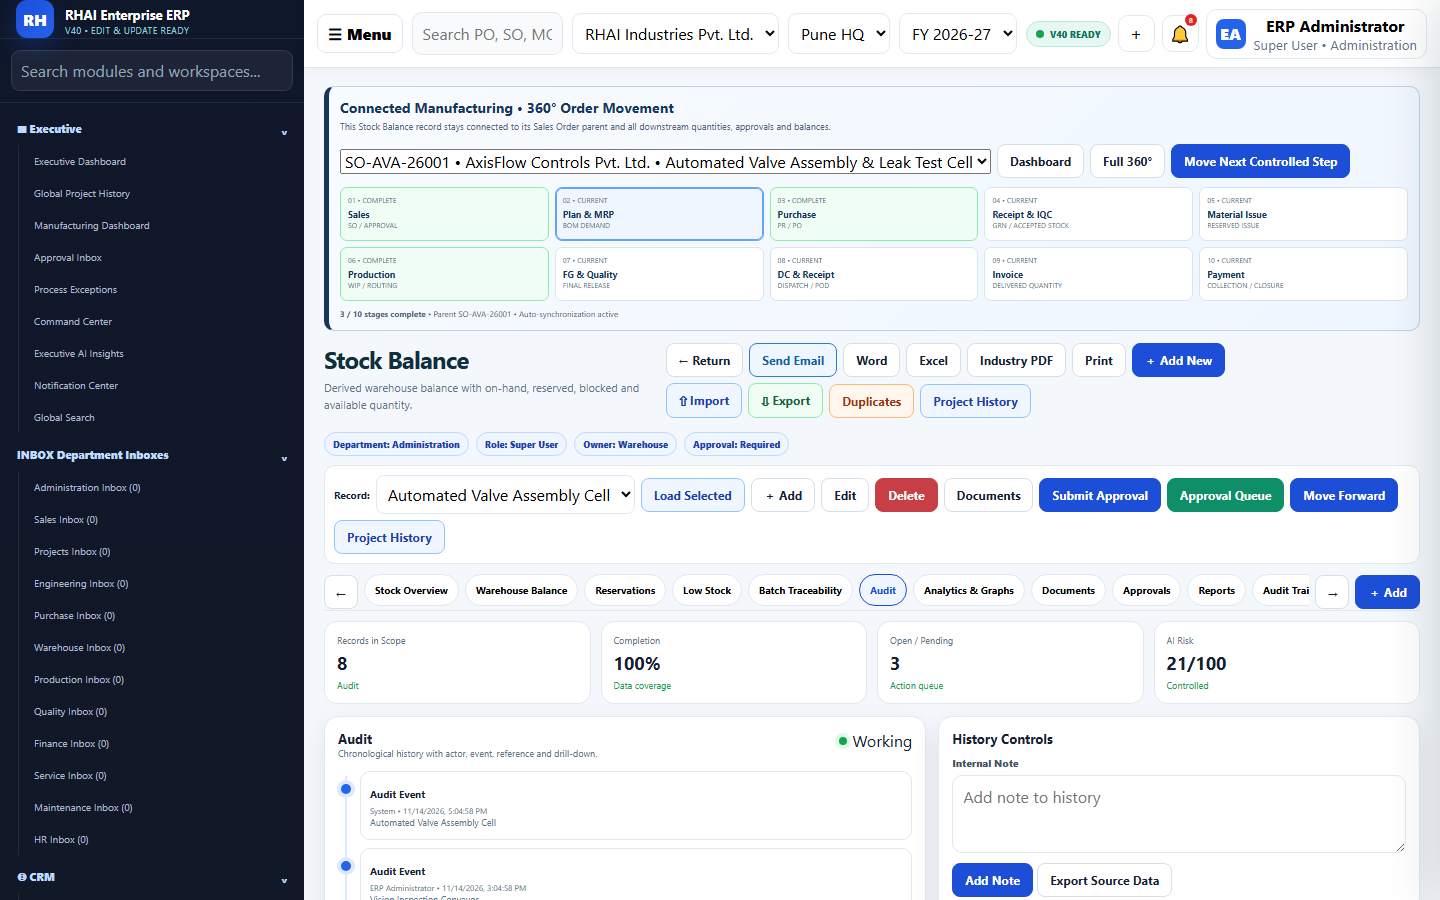 RH
RHAI Enterprise ERP
V40 • EDIT & UPDATE READY
Search modules and workspaces...
Executive
Executive Dashboard
Global Project History
Manufacturing Dashboard
Approval Inbox
Process Exceptions
Command Center
Executive AI Insights
Notification Center
Global Search
INBOX Department Inboxes
Administration Inbox (0)
Sales Inbox (0)
Projects Inbox (0)
Engineering Inbox (0)
Purchase Inbox (0)
Warehouse Inbox (0)
Production Inbox (0)
Quality Inbox (0)
Finance Inbox (0)
Service Inbox (0)
Maintenance Inbox (0)
HR Inbox (0)
CRM
☰ Menu
Search PO, SO, MO
RHAI Industries Pvt. Ltd.
Pune HQ
FY 2026-27
V40 READY
+
8
EA
ERP Administrator
Super User • Administration
Connected Manufacturing • 360° Order Movement
This Stock Balance record stays connected to its Sales Order parent and all downstream quantities, approvals and balances.
SO-AVA-26001 • AxisFlow Controls Pvt. Ltd. • Automated Valve Assembly & Leak Test Cell
Dashboard
Full 360°
Move Next Controlled Step
01 • COMPLETE
Sales
SO / APPROVAL
02 • CURRENT
Plan & MRP
BOM DEMAND
03 • COMPLETE
Purchase
PR / PO
04 • CURRENT
Receipt & IQC
GRN / ACCEPTED STOCK
05 • CURRENT
Material Issue
RESERVED ISSUE
06 • COMPLETE
Production
WIP / ROUTING
07 • CURRENT
FG & Quality
FINAL RELEASE
08 • CURRENT
DC & Receipt
DISPATCH / POD
09 • CURRENT
Invoice
DELIVERED QUANTITY
10 • CURRENT
Payment
COLLECTION / CLOSURE
3 / 10 stages complete • Parent SO-AVA-26001 • Auto-synchronization active
Stock Balance
Derived warehouse balance with on-hand, reserved, blocked and
available quantity.
← Return
Send Email
Word
Excel
Industry PDF
Print
+ Add New
⇧ Import
⇩ Export
Duplicates
Project History
Department: Administration
Role: Super User
Owner: Warehouse
Approval: Required
Record:
Automated Valve Assembly Cell
Load Selected
+ Add
Edit
Delete
Documents
Submit Approval
Approval Queue
Move Forward
Project History
←
Stock Overview
Warehouse Balance
Reservations
Low Stock
Batch Traceability
Audit
Analytics & Graphs
Documents
Approvals
Reports
Audit Trai
→
+ Add
Records in Scope
8
Audit
Completion
100%
Data coverage
Open / Pending
3
Action queue
AI Risk
21/100
Controlled
Audit
Chronological history with actor, event, reference and drill-down.
Working
Audit Event
System • 11/14/2026, 5:04:58 PM
Automated Valve Assembly Cell
Audit Event
ERP Administrator • 11/14/2026, 3:04:58 PM
Vision Inspection Conveyor
History Controls
Internal Note
Add note to history
Add Note
Export Source Data